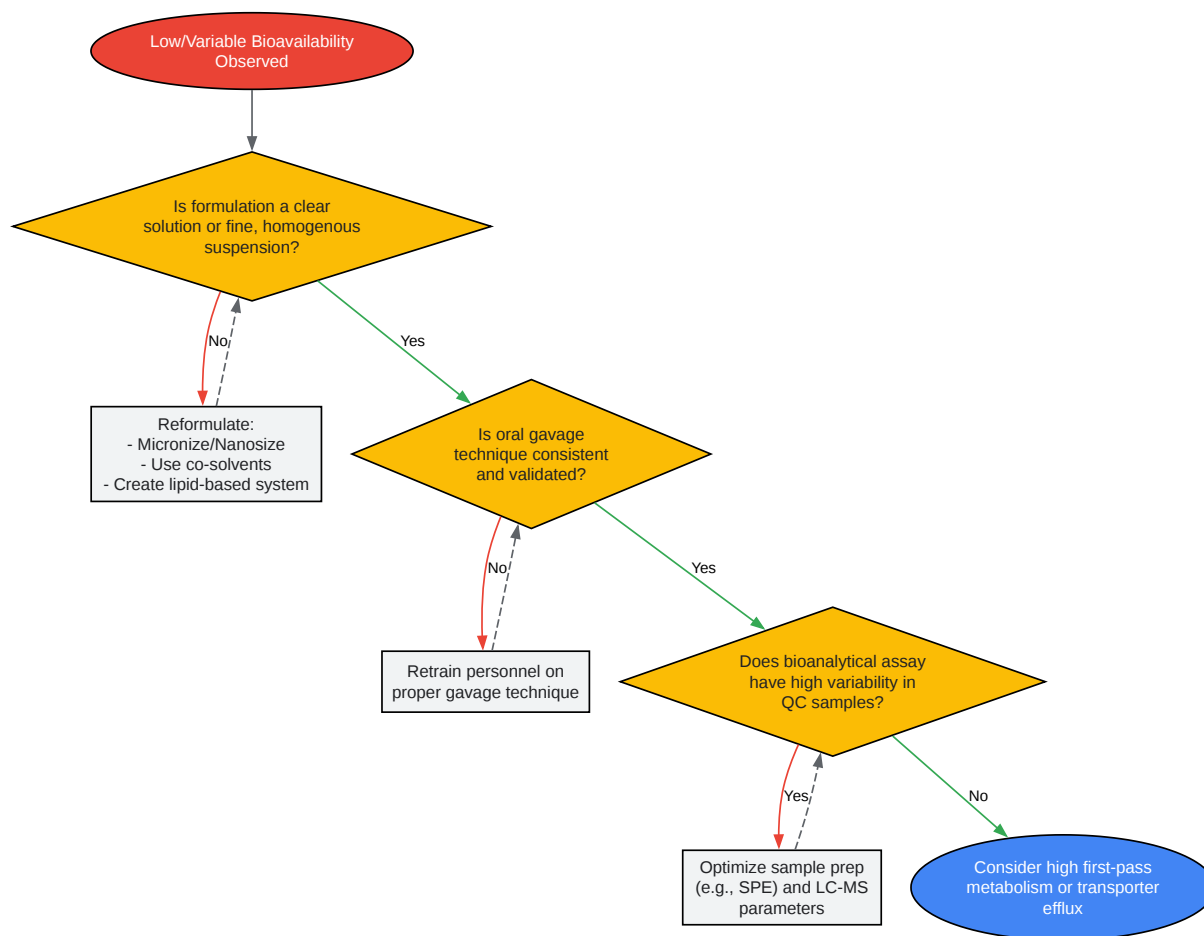 Low/Variable Bioavailability
Observed
Is formulation a clear
solution or fine, homogenous
suspension?
No
Yes
Reformulate:
- Micronize/Nanosize
- Use co-solvents
- Create lipid-based system
Is oral gavage
technique consistent
and validated?
No
Yes
Retrain personnel on
proper gavage technique
Does bioanalytical assay
have high variability in
QC samples?
Yes
No
Optimize sample prep
(e.g., SPE) and LC-MS
parameters
Consider high first-pass
metabolism or transporter
efflux